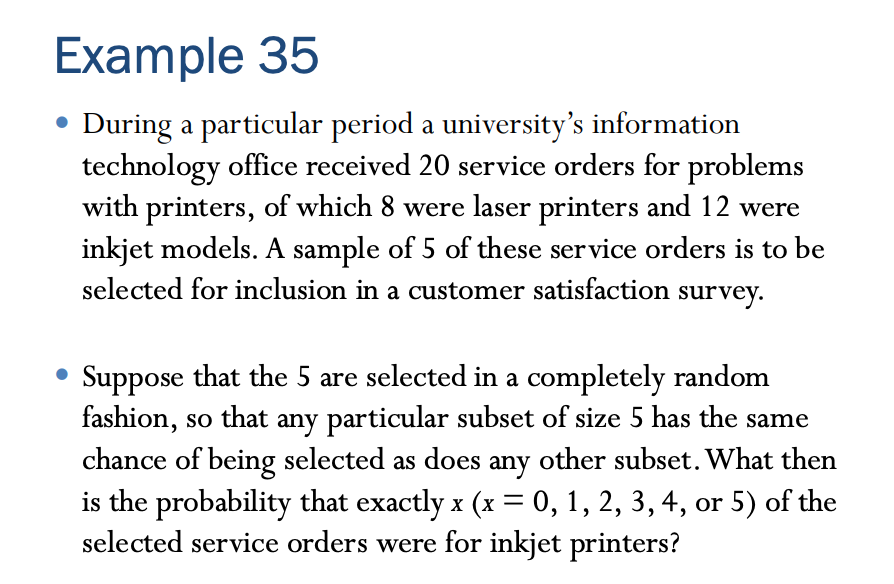 Example 35
• During a particular period a university’s information
technology office received 20 service orders for problems
with printers, of which 8 were laser printers and 12 were
inkjet models. A sample of 5 of these service orders is to be
selected for inclusion in a customer satisfaction survey.
• Suppose that the 5 are selected in a completely random
fashion, so that any particular subset of size 5 has the same
chance of being selected as does any other subset. What then
is the probability that exactly x (x = 0, 1, 2, 3, 4, or 5) of the
selected service orders were for inkjet printers?